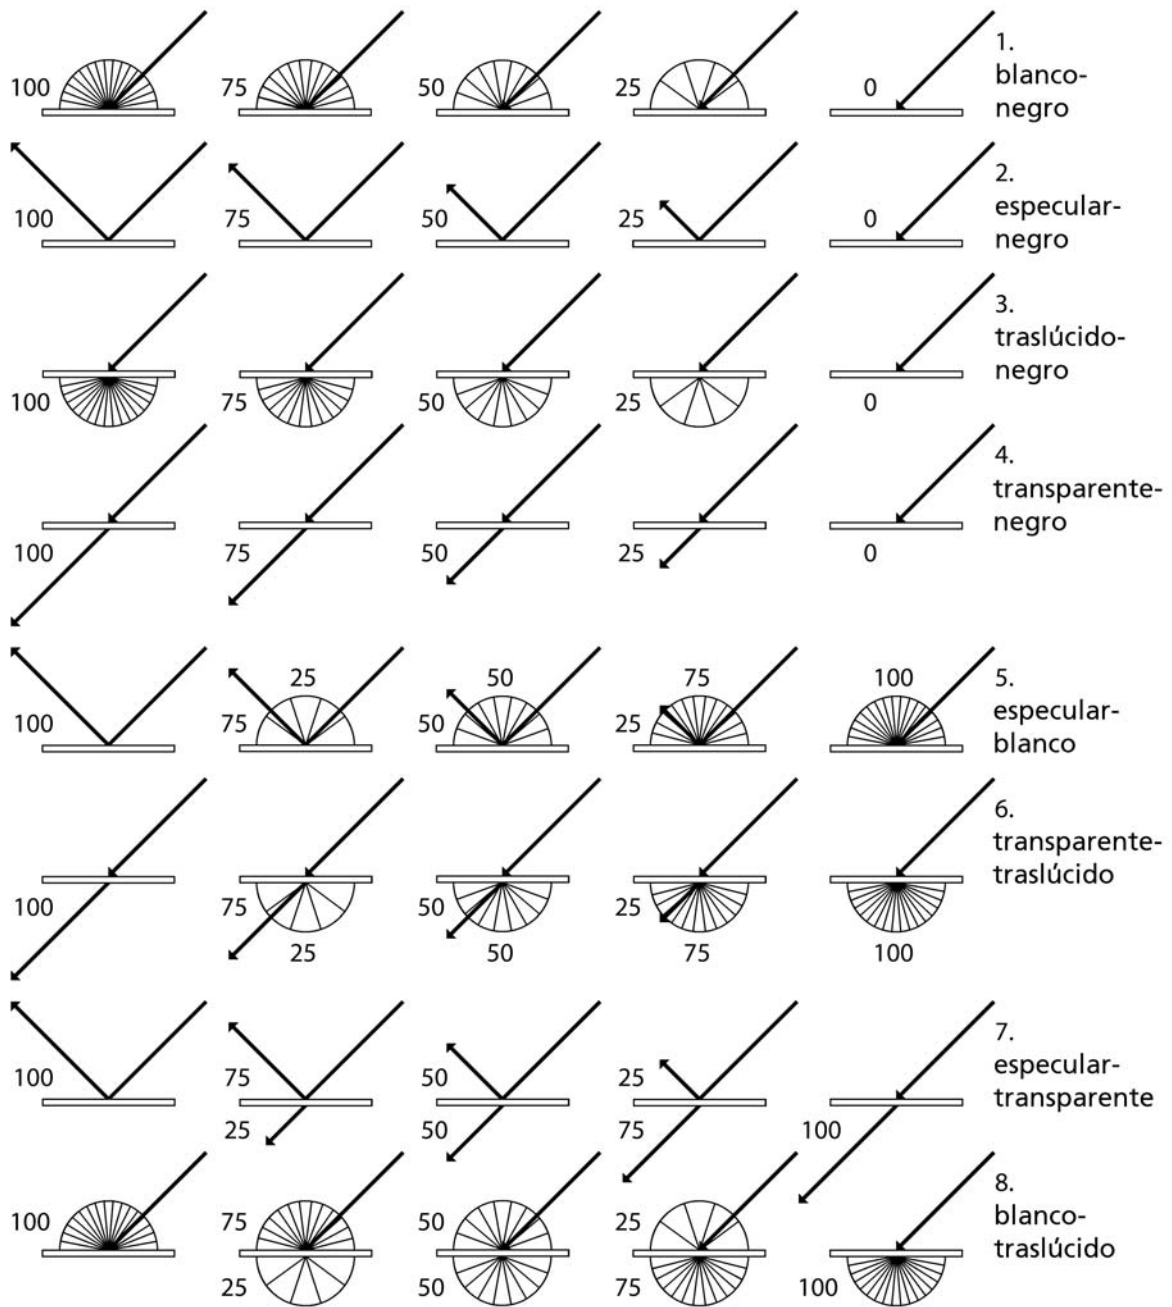 100 75 50 25 0 1.
blanco-
negro
100 75 50 25 0 2.
especular-
negro
100 75 50 25 0 3.
traslúcido-
negro
100 75 50 25 0 4.
transparente-
negro
25 50 75 100 5.
100 75 50 25 especular-
blanco
6.
transparente-
traslúcido
100 75 50 25
25 50 75 100
7.
100 75 50 25 especular-
transparente
25 50 75 100
8.
100 75 50 25 blanco-
traslúcido
25 50 75 100